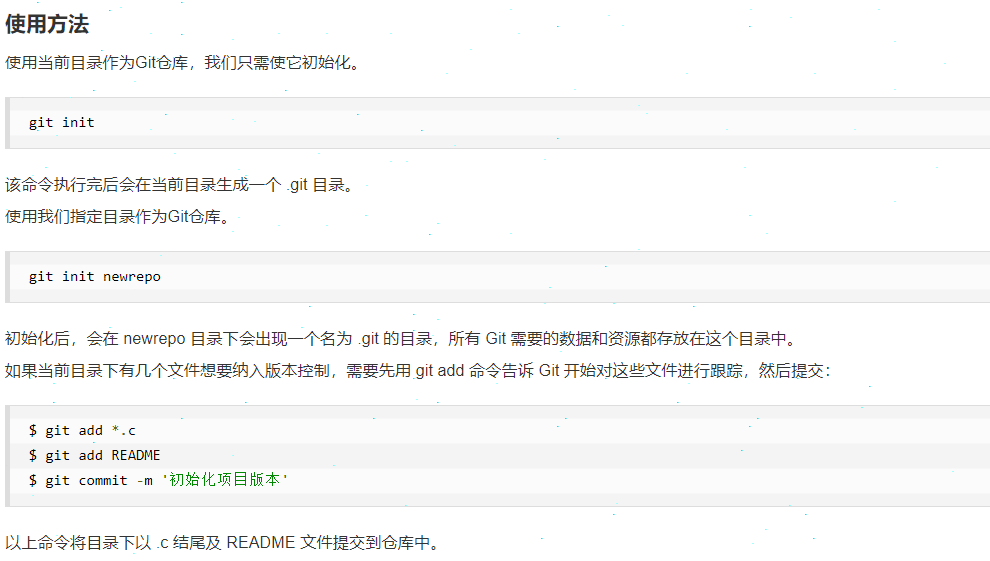 使用方法
使用当前目录作为Git仓库，我们只需使它初始化。
git init
该命令执行完后会在当前目录生成一个 .git 目录。
使用我们指定目录作为Git仓库。
git init newrepo
初始化后，会在 newrepo 目录下会出现一个名为 .git 的目录，所有 Git 需要的数据和资源都存放在这个目录中。
如果当前目录下有几个文件想要纳入版本控制，需要先用 git add 命令告诉 Git 开始对这些文件进行跟踪，然后提交：
$ git add *.c
$ git add README
$ git commit -m '初始化项目版本'
以上命令将目录下以 .c 结尾及 README 文件提交到仓库中。